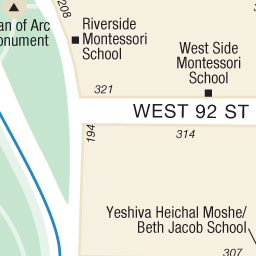 208
an of Arc
onument
Riverside
Montessori
School
West Side
Montessori
School
321
WEST 92 ST
194
314
Yeshiva Heichal Moshe/
Beth Jacob School
307